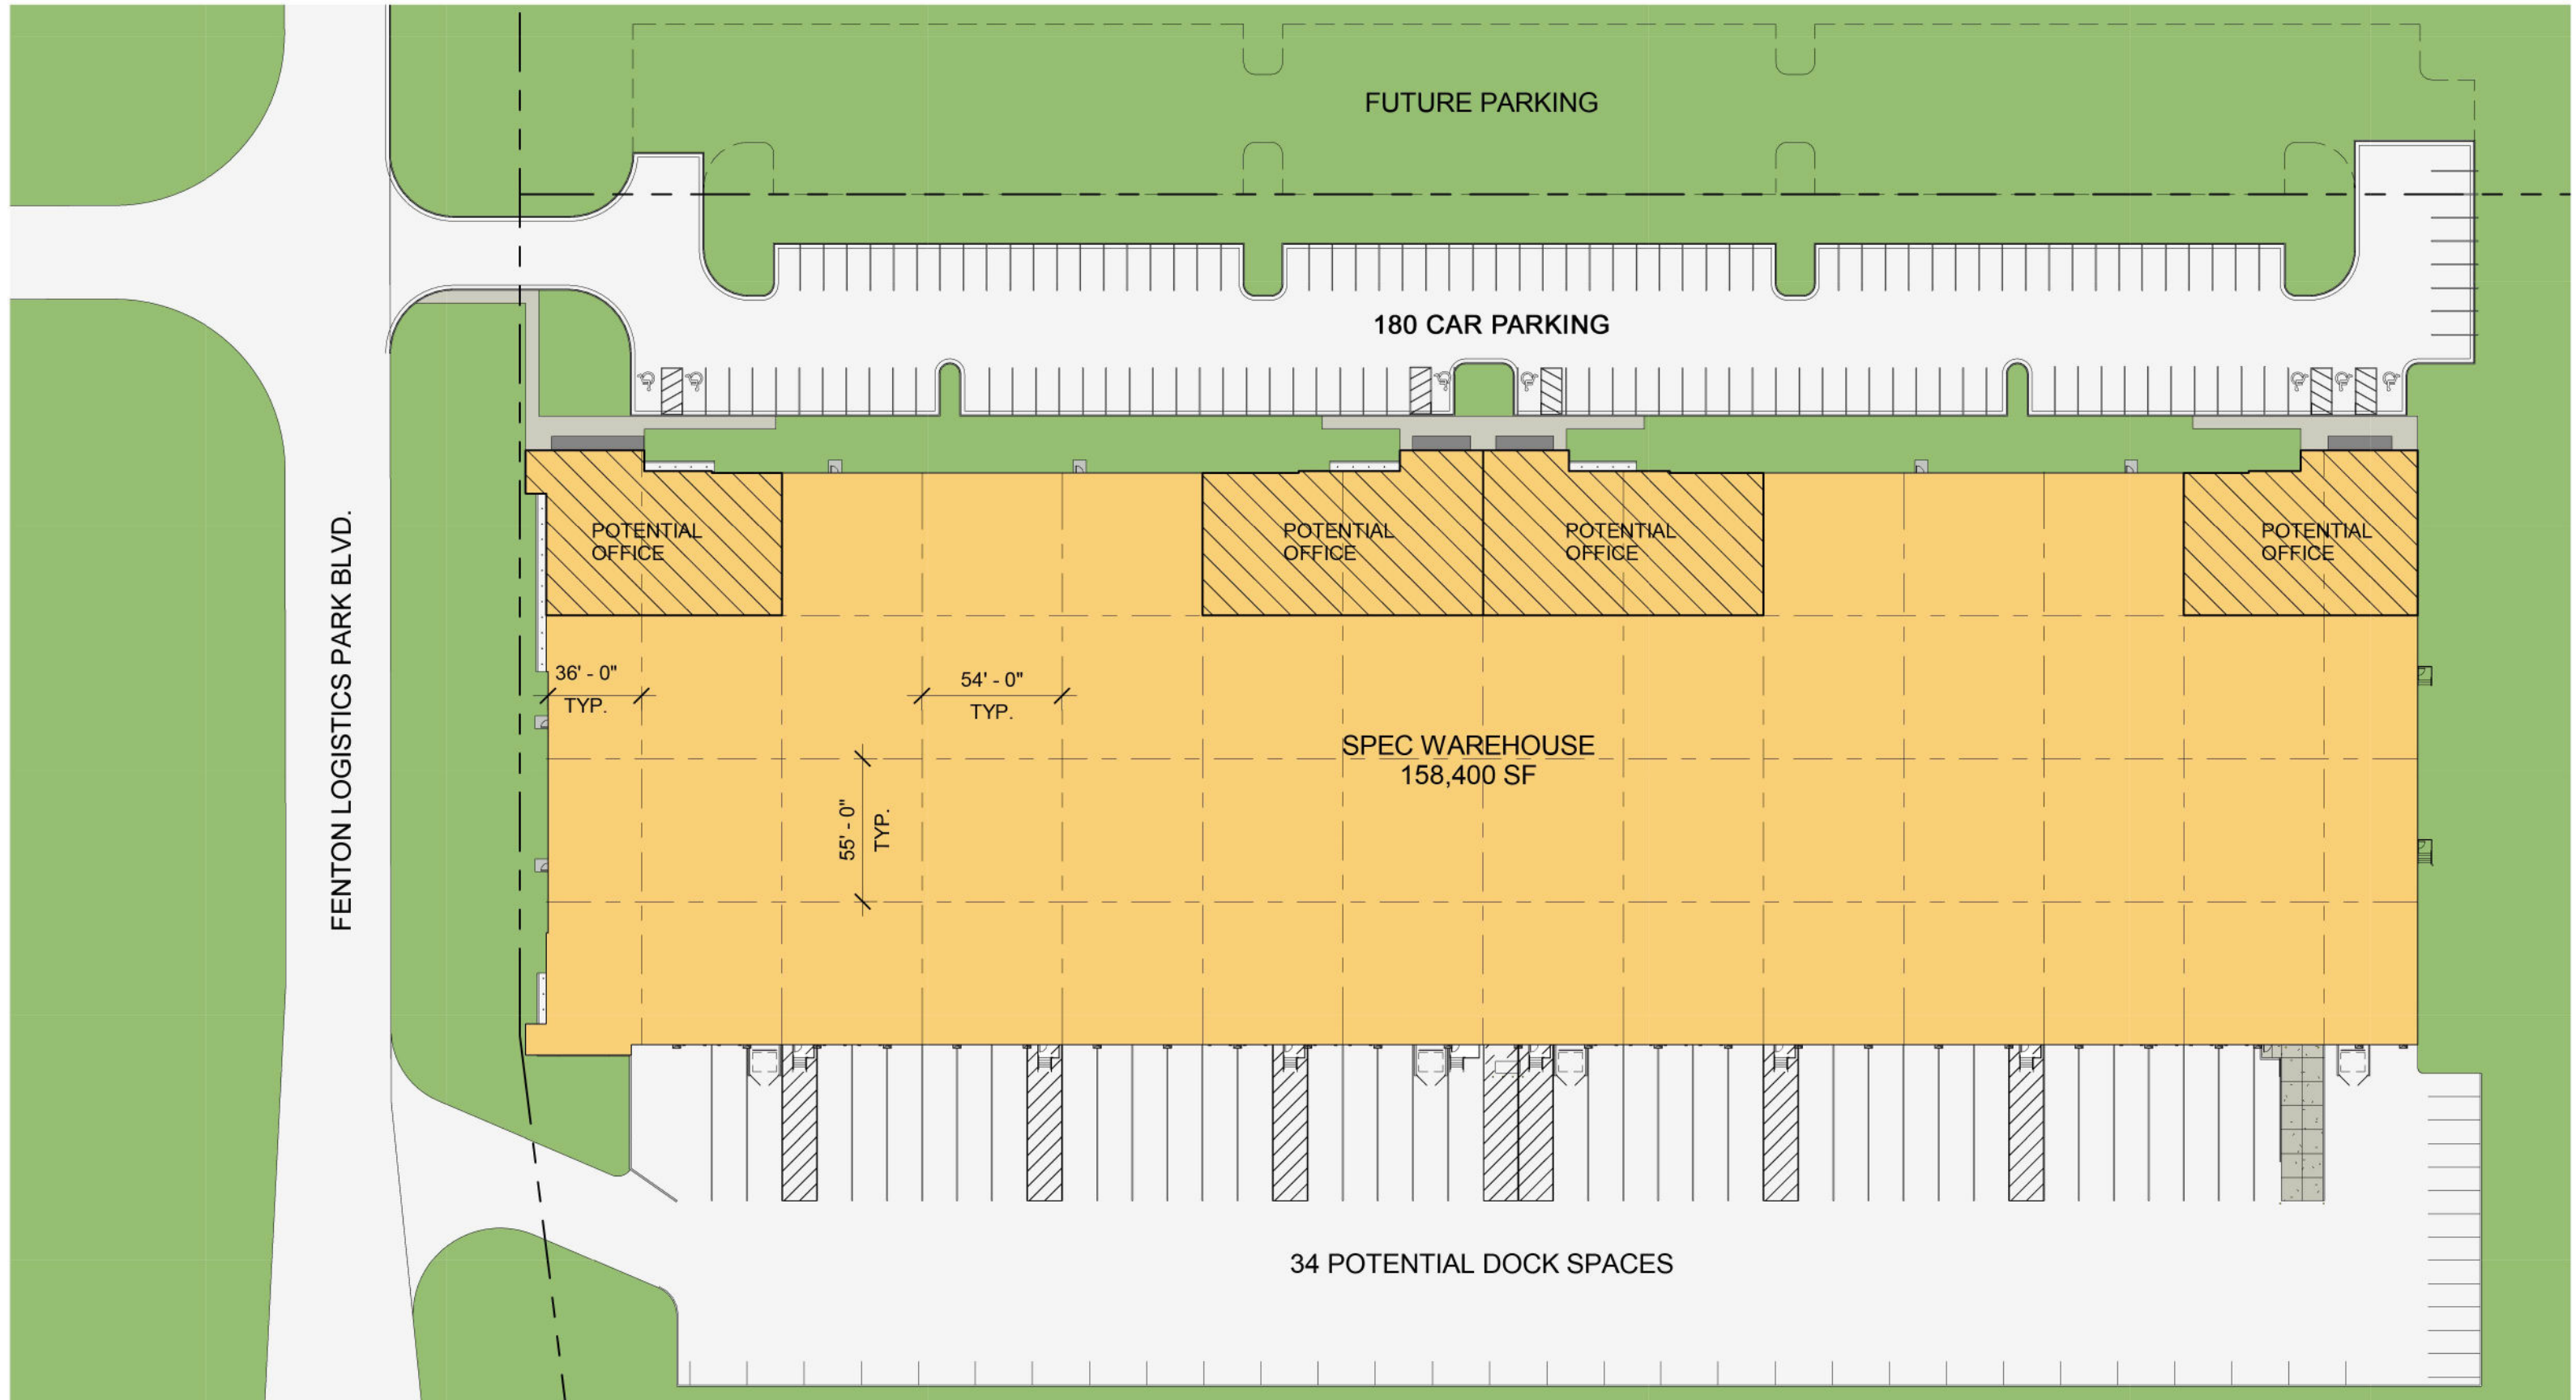 FUTURE PARKING
180 CAR PARKING
POTENTIAL
OFFICE
POTENTIAL
OFFICE
POTENTIAL
OFFICE
POTENTIAL
OFFICE
FENTON LOGISTICS PARK BLVD.
36' - 0"
TYP.
54' - 0"
TYP.
55' - 0"
TYP.
SPEC WAREHOUSE
158,400 SF
34 POTENTIAL DOCK SPACES